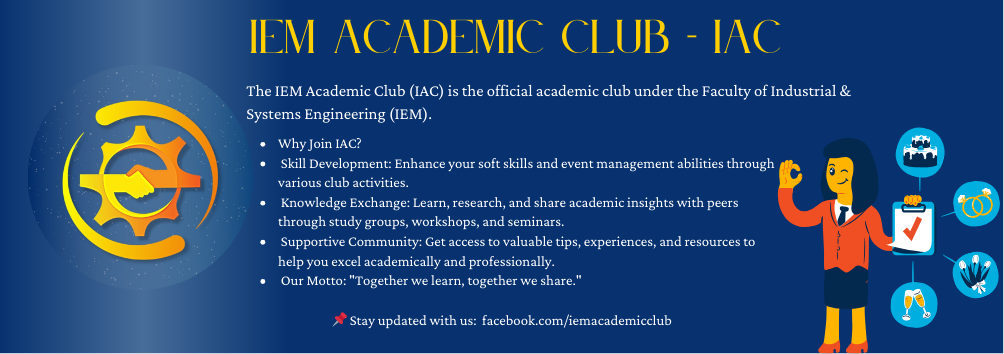 IEM ACADEMIC CLUB - IAC
The IEM Academic Club (IAC) is the official academic club under the Faculty of Industrial &
Systems Engineering (IEM).
• Why Join IAC?
• Skill Development: Enhance your soft skills and event management abilities through
various club activities.
• Knowledge Exchange: Learn, research, and share academic insights with peers
through study groups, workshops, and seminars.
• Supportive Community: Get access to valuable tips, experiences, and resources to
help you excel academically and professionally.
• Our Motto: "Together we learn, together we share."
📌 Stay updated with us: facebook.com/iemacademicclub